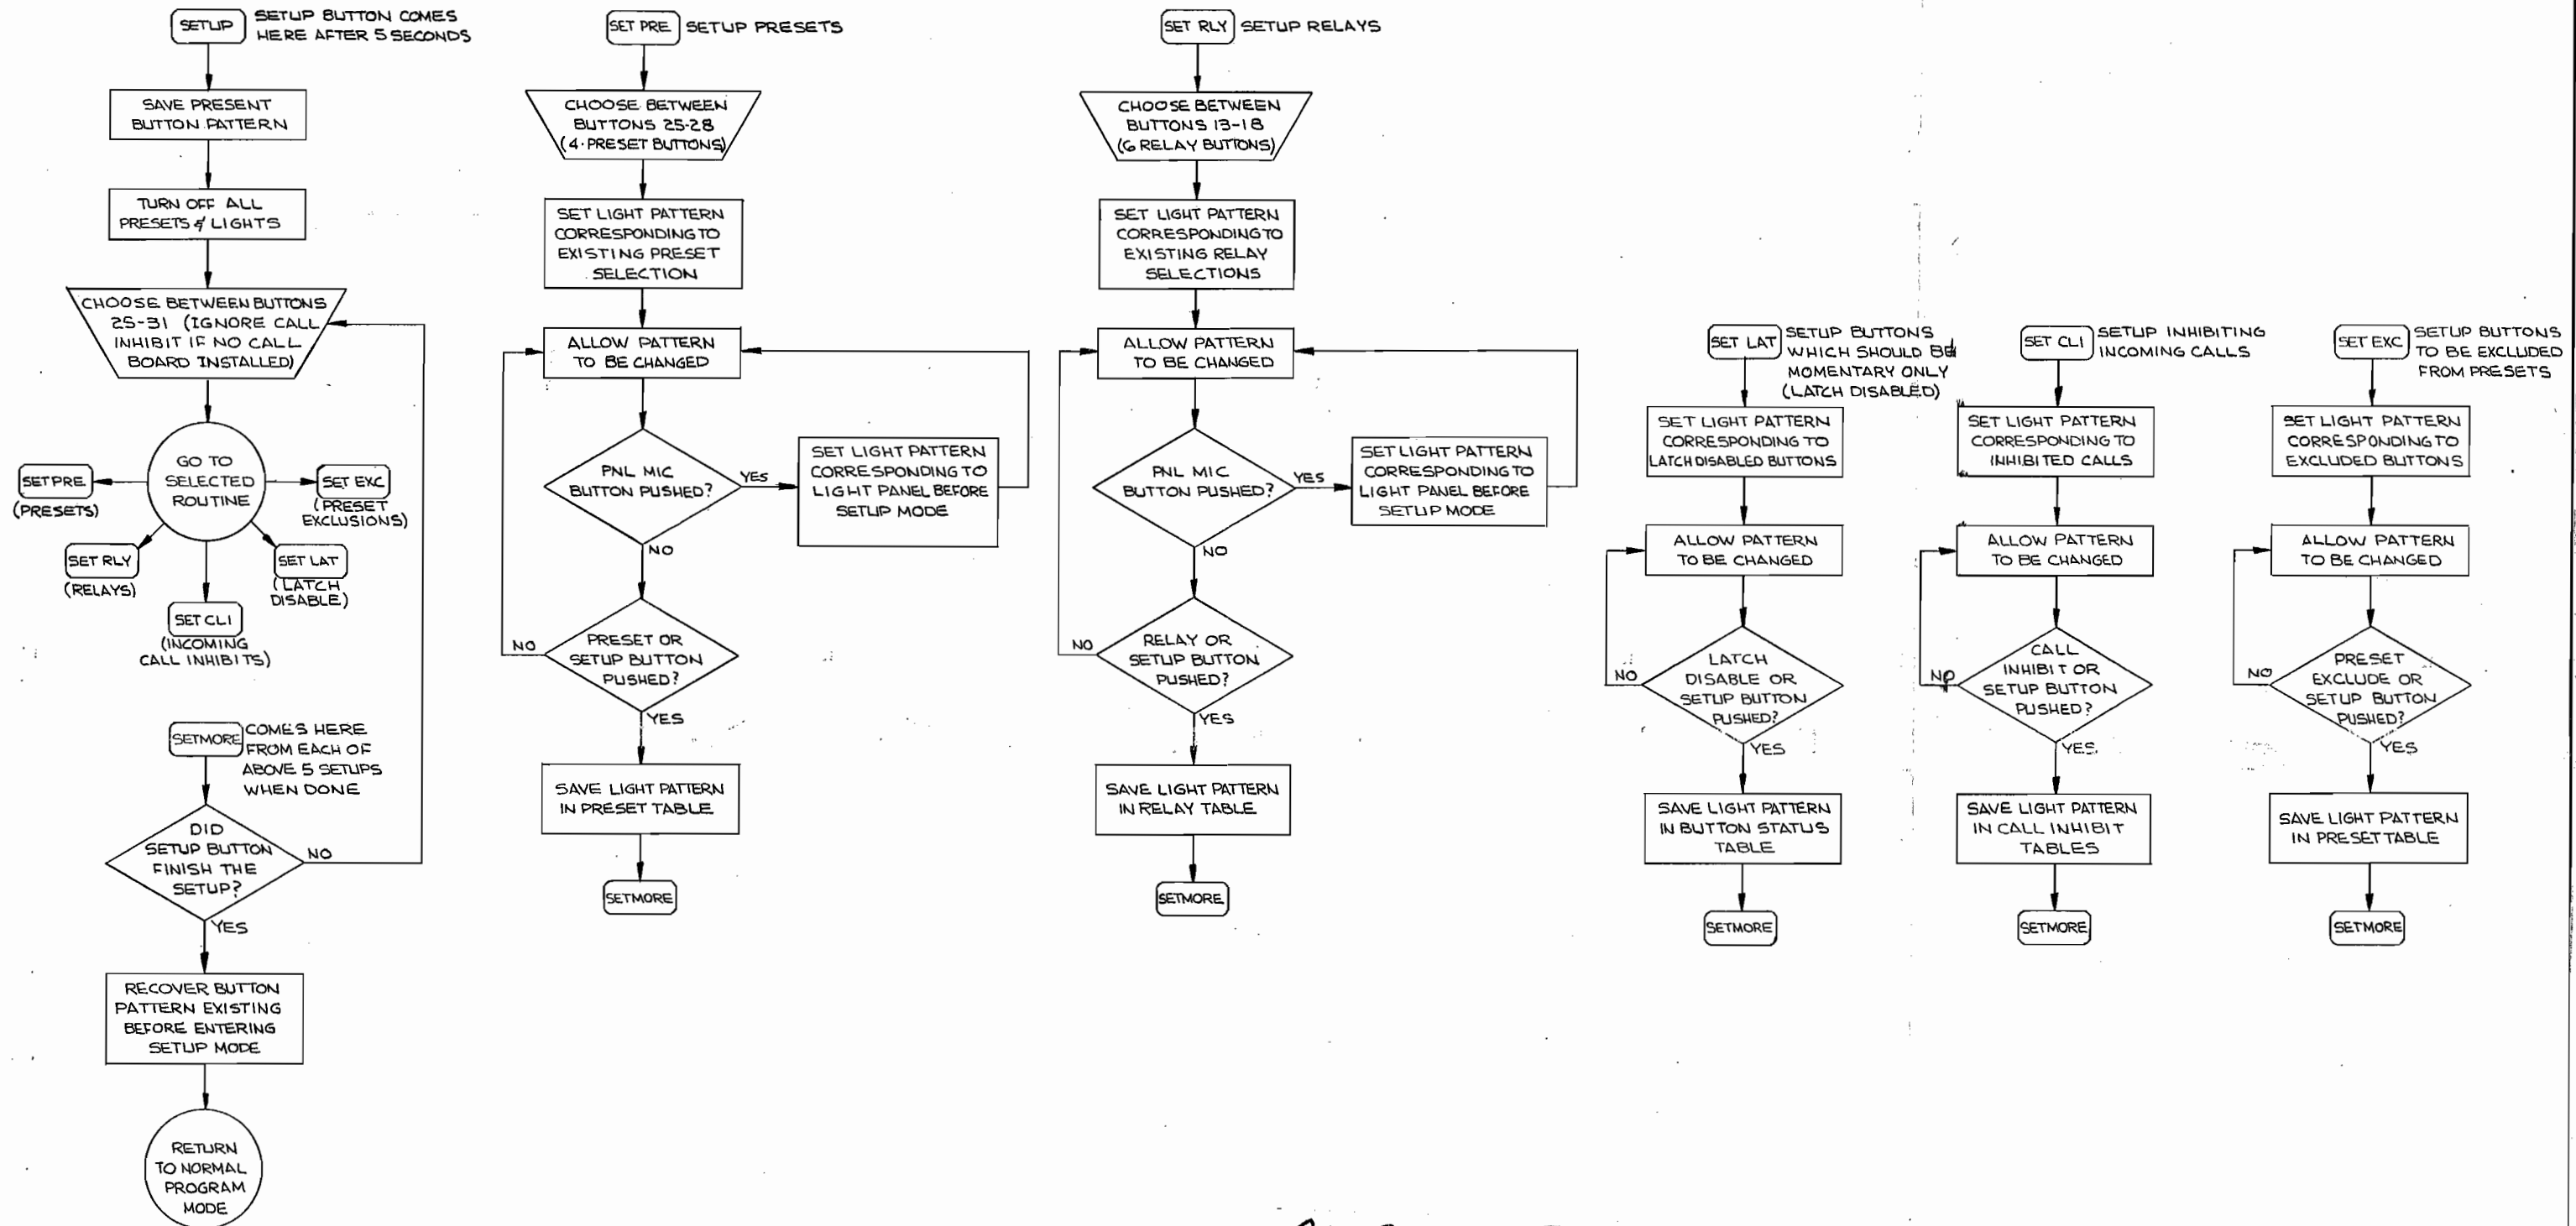 SETUP
SETUP BUTTON COMES
HERE AFTER 5 SECONDS
SAVE PRESENT
BUTTON PATTERN
TURN OFF ALL
PRESETS & LIGHTS
CHOOSE BETWEEN BUTTONS
25-31 (IGNORE CALL
INHIBIT IF NO CALL
BOARD INSTALLED)
GO TO
SELECTED
ROUTINE
SET PRE
(PRESETS)
SET EXC
(PRESET
EXCLUSIONS)
SET RLY
(RELAYS)
SET LAT
(LATCH
DISABLE)
SET CLI
(INCOMING
CALL INHIBITS)
SETMORE
COMES HERE
FROM EACH OF
ABOVE 5 SETUPS
WHEN DONE
DID
SETUP BUTTON
FINISH THE
SETUP?
NO
YES
RECOVER BUTTON
PATTERN EXISTING
BEFORE ENTERING
SETUP MODE
RETURN
TO NORMAL
PROGRAM
MODE
SET PRE
SETUP PRESETS
CHOOSE BETWEEN
BUTTONS 25-28
(4 PRESET BUTTONS)
SET LIGHT PATTERN
CORRESPONDING TO
EXISTING PRESET
SELECTION
ALLOW PATTERN
TO BE CHANGED
PNL MIC
BUTTON PUSHED?
YES
SET LIGHT PATTERN
CORRESPONDING TO
LIGHT PANEL BEFORE
SETUP MODE
NO
PRESET OR
SETUP BUTTON
PUSHED?
NO
YES
SAVE LIGHT PATTERN
IN PRESET TABLE
SETMORE
SET RLY
SETUP RELAYS
CHOOSE BETWEEN
BUTTONS 13-18
(6 RELAY BUTTONS)
SET LIGHT PATTERN
CORRESPONDING TO
EXISTING RELAY
SELECTIONS
ALLOW PATTERN
TO BE CHANGED
PNL MIC
BUTTON PUSHED?
YES
SET LIGHT PATTERN
CORRESPONDING TO
LIGHT PANEL BEFORE
SETUP MODE
NO
RELAY OR
SETUP BUTTON
PUSHED?
NO
YES
SAVE LIGHT PATTERN
IN RELAY TABLE
SETMORE
SET LAT
SETUP BUTTONS
WHICH SHOULD BE
MOMENTARY ONLY
(LATCH DISABLED)
SET LIGHT PATTERN
CORRESPONDING TO
LATCH DISABLED BUTTONS
ALLOW PATTERN
TO BE CHANGED
LATCH
DISABLE OR
SETUP BUTTON
PUSHED?
NO
YES
SAVE LIGHT PATTERN
IN BUTTON STATUS
TABLE
SETMORE
SET CLI
SETUP INHIBITING
INCOMING CALLS
SET LIGHT PATTERN
CORRESPONDING TO
INHIBITED CALLS
ALLOW PATTERN
TO BE CHANGED
CALL
INHIBIT OR
SETUP BUTTON
PUSHED?
NO
YES
SAVE LIGHT PATTERN
IN CALL INHIBIT
TABLES
SETMORE
SET EXC
SETUP BUTTONS
TO BE EXCLUDED
FROM PRESETS
SET LIGHT PATTERN
CORRESPONDING TO
EXCLUDED BUTTONS
ALLOW PATTERN
TO BE CHANGED
PRESET
EXCLUDE OR
SETUP BUTTON
PUSHED?
NO
YES
SAVE LIGHT PATTERN
IN PRESET TABLE
SETMORE